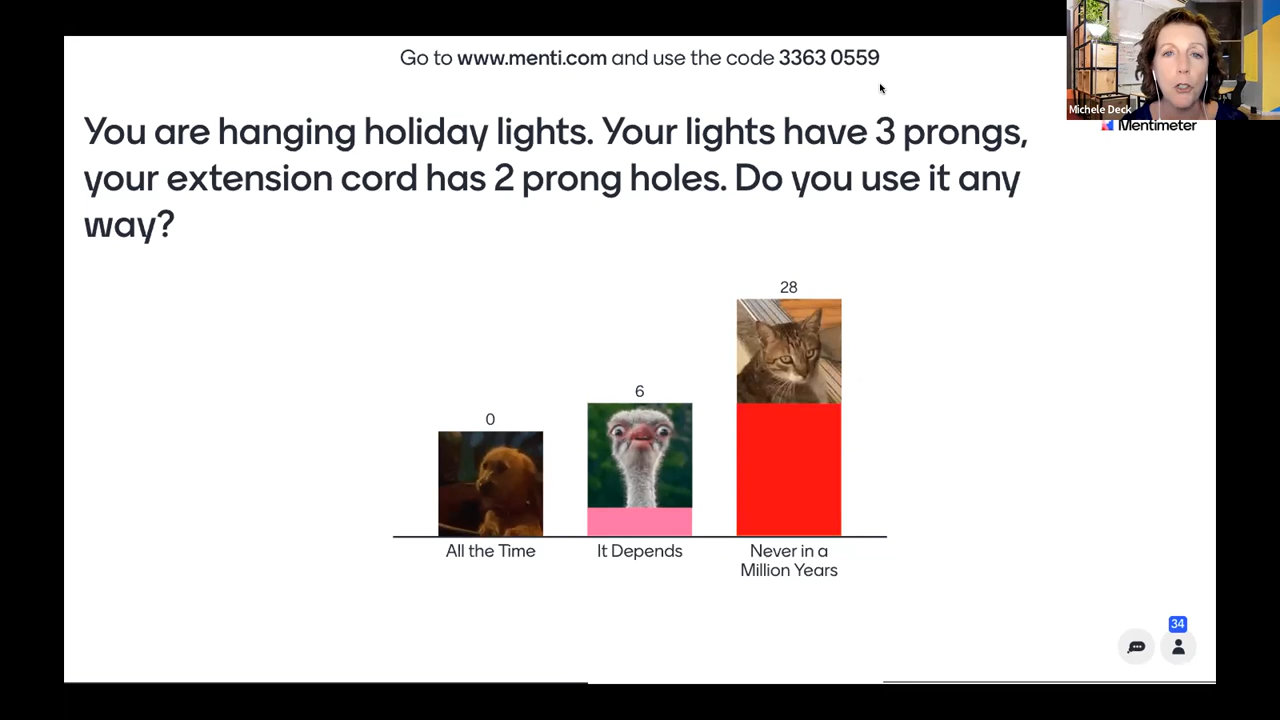 Go to www.menti.com and use the code 3363 0559
Michele Deck
Mentimeter
You are hanging holiday lights. Your lights have 3 prongs,
your extension cord has 2 prong holes. Do you use it any
way?
0
6
28
All the Time
It Depends
Never in a
Million Years
34